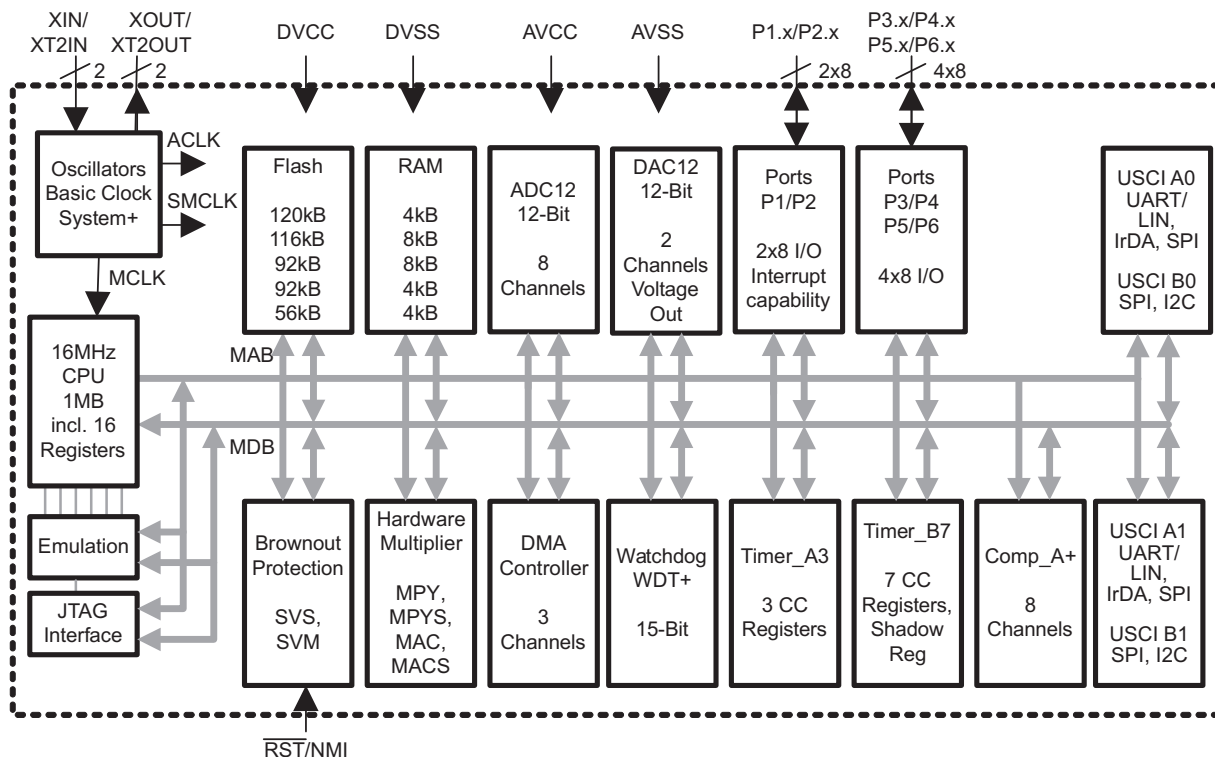 XIN/
XT2IN
2
XOUT/
XT2OUT
2
DVCC
DVSS
AVCC
AVSS
P1.x/P2.x
2x8
P3.x/P4.x
P5.x/P6.x
4x8
Oscillators
Basic Clock
System+
ACLK
SMCLK
MCLK
Flash
120kB
116kB
92kB
92kB
56kB
RAM
4kB
8kB
8kB
4kB
4kB
ADC12
12-Bit
8
Channels
DAC12
12-Bit
2
Channels
Voltage
Out
Ports
P1/P2
2x8 I/O
Interrupt
capability
Ports
P3/P4
P5/P6
4x8 I/O
USCI A0
UART/
LIN,
IrDA, SPI
USCI B0
SPI, I2C
16MHz
CPU
1MB
incl. 16
Registers
MAB
MDB
Emulation
JTAG
Interface
Brownout
Protection
SVS,
SVM
Hardware
Multiplier
MPY,
MPYS,
MAC,
MACS
DMA
Controller
3
Channels
Watchdog
WDT+
15-Bit
Timer_A3
3 CC
Registers
Timer_B7
7 CC
Registers,
Shadow
Reg
Comp_A+
8
Channels
USCI A1
UART/
LIN,
IrDA, SPI
USCI B1
SPI, I2C
RST/NMI